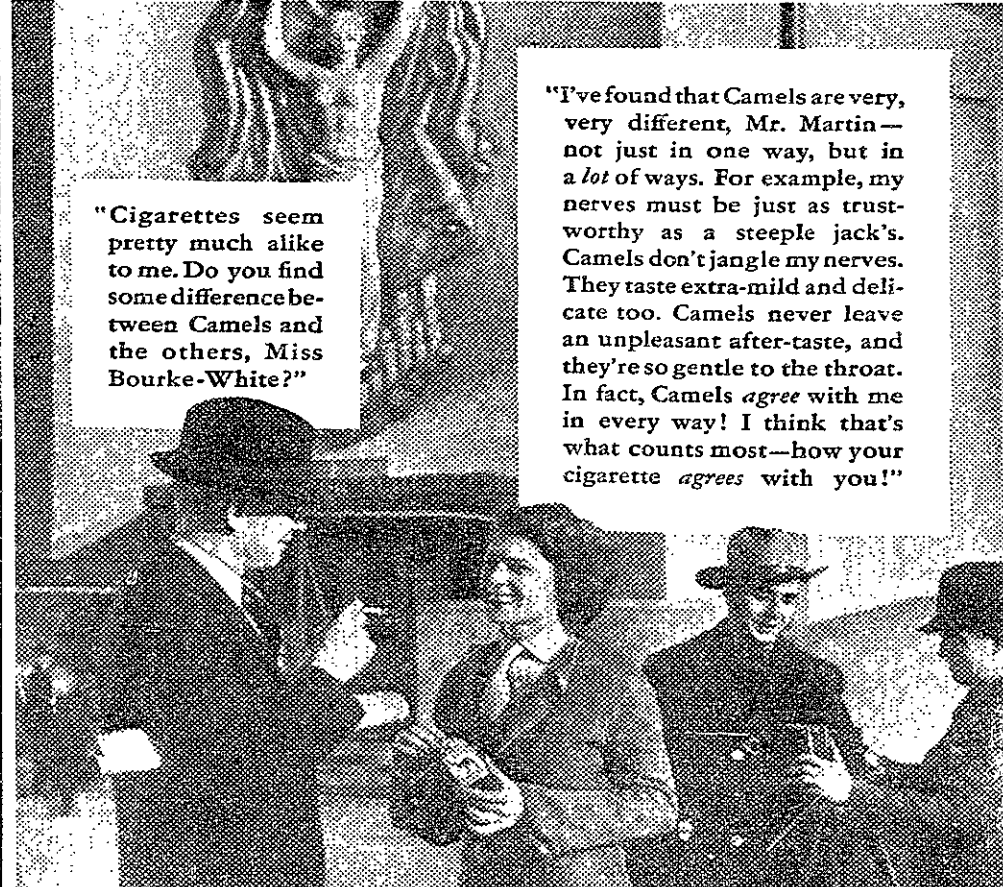 "Cigarettes seem
pretty much alike
to me. Do you find
some difference be-
tween Camels and
the others, Miss
Bourke-White?"
"I've found that Camels are very,
very different, Mr. Martin—
not just in one way, but in
a lot of ways. For example, my
nerves must be just as trust-
worthy as a steeple jack's.
Camels don't jangle my nerves.
They taste extra-mild and deli-
cate too. Camels never leave
an unpleasant after-taste, and
they're so gentle to the throat.
In fact, Camels agree with me
in every way! I think that's
what counts most—how your
cigarette agrees with you!"